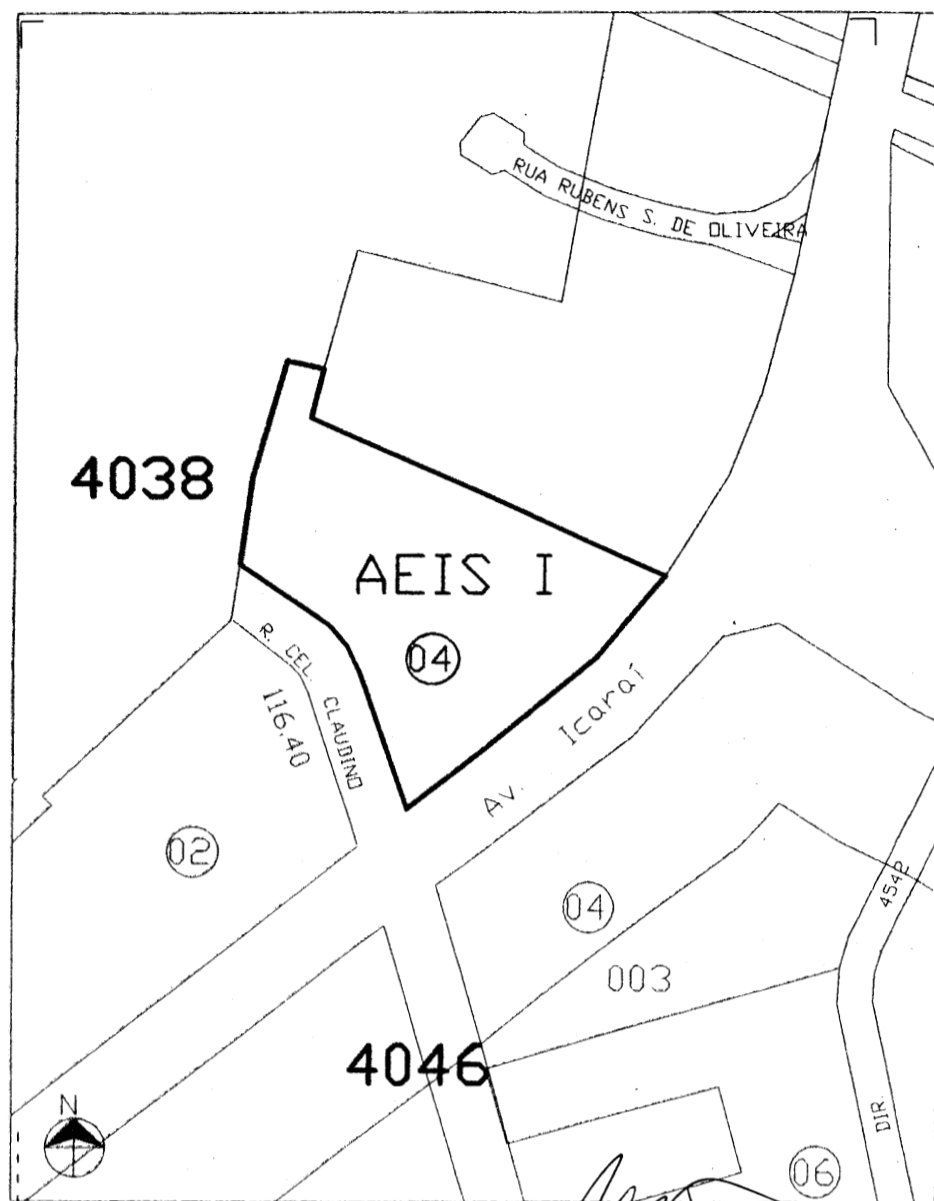 RUA RUBENS S. DE OLIVEIRA
4038
AEIS I
04
R. CEL. CLAUDINO
116.40
Av. Icaraí
02
04
4542
003
4046
N
DIR.
06